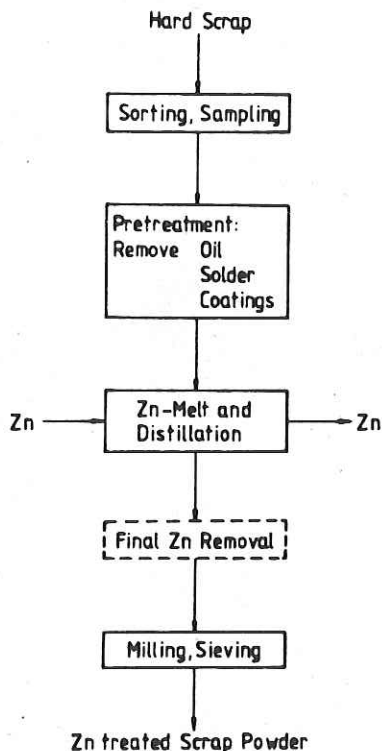 Hard Scrap
Sorting, Sampling
Pretreatment:
Remove Oil
Solder
Coatings
Zn
Zn-Melt and
Distillation
Zn
Final Zn Removal
Milling, Sieving
Zn treated Scrap Powder